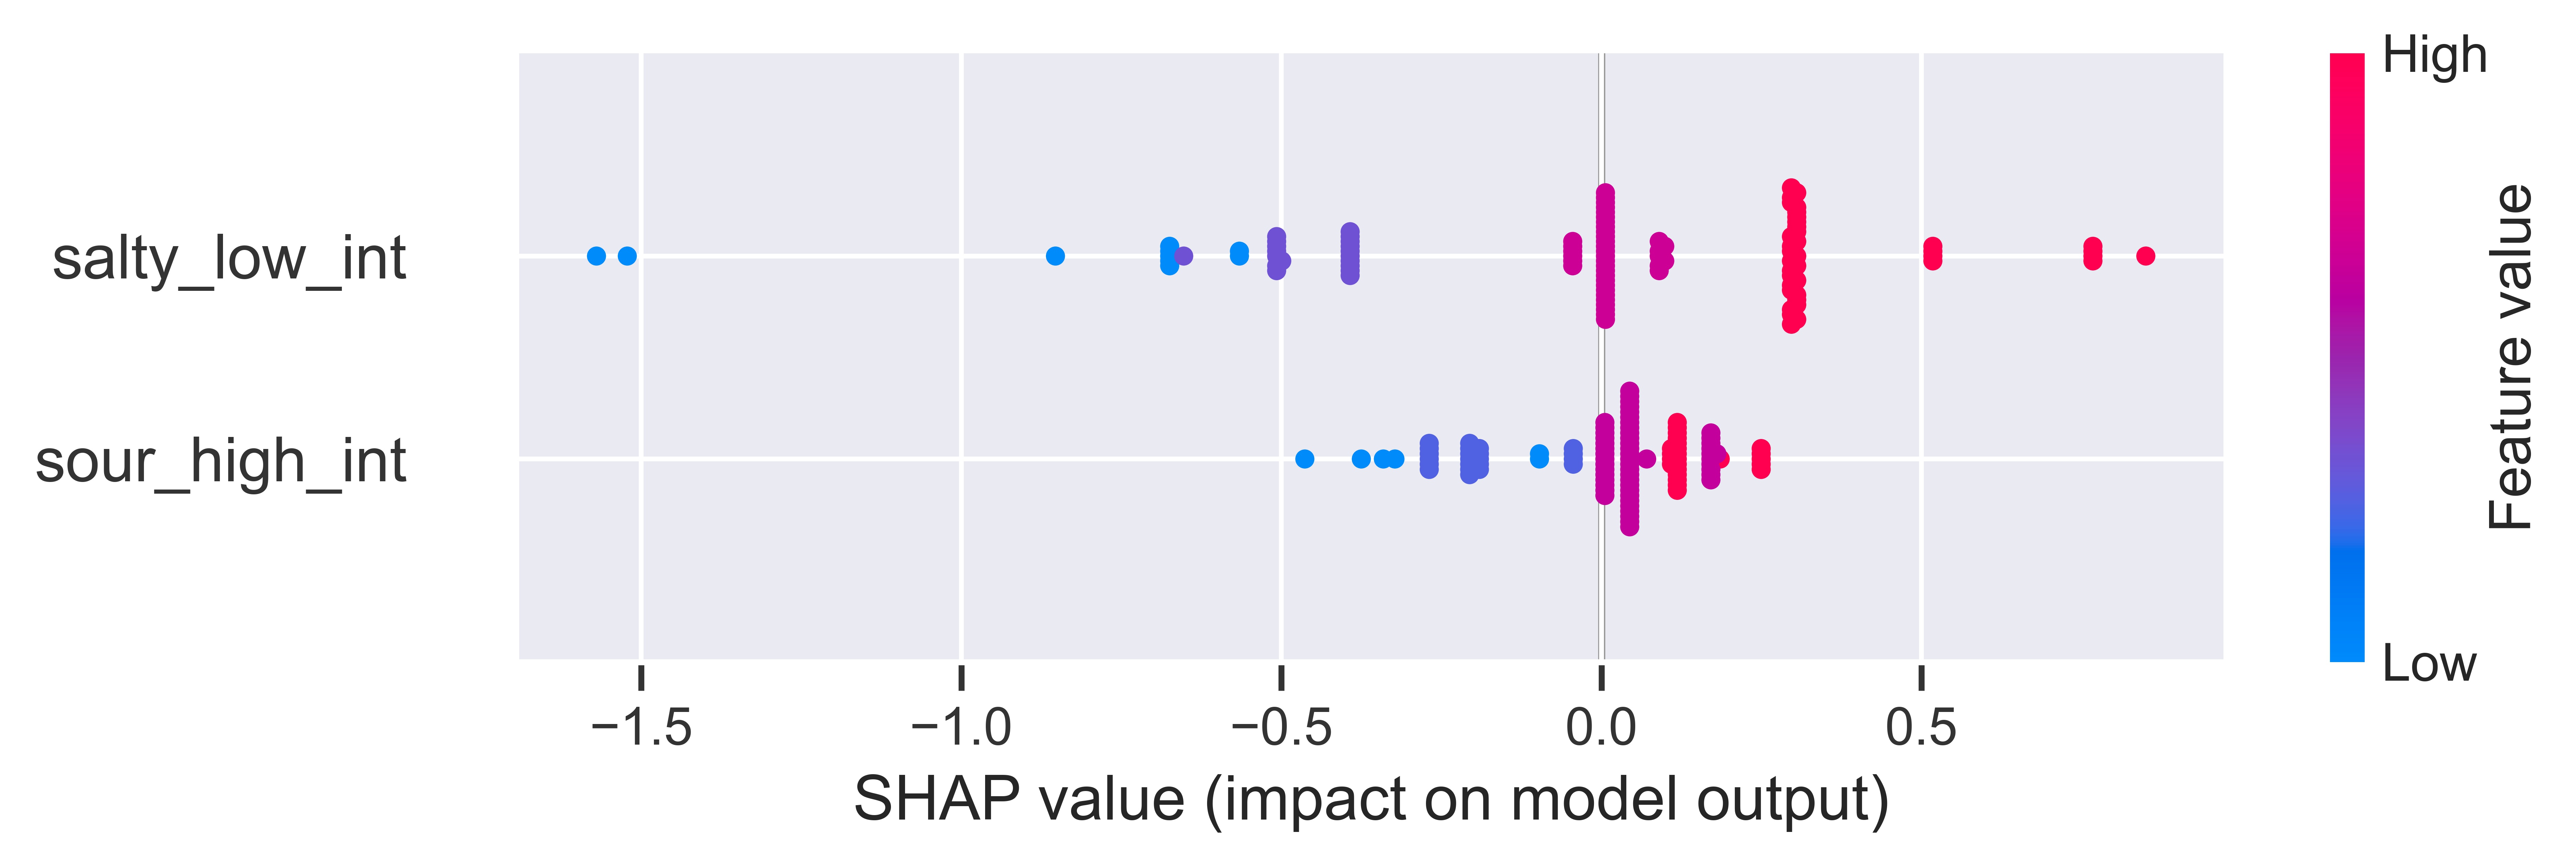 High
salty_low_int
sour_high_int
Feature value
Low
−1.5 −1.0 −0.5 0.0 0.5
SHAP value (impact on model output)